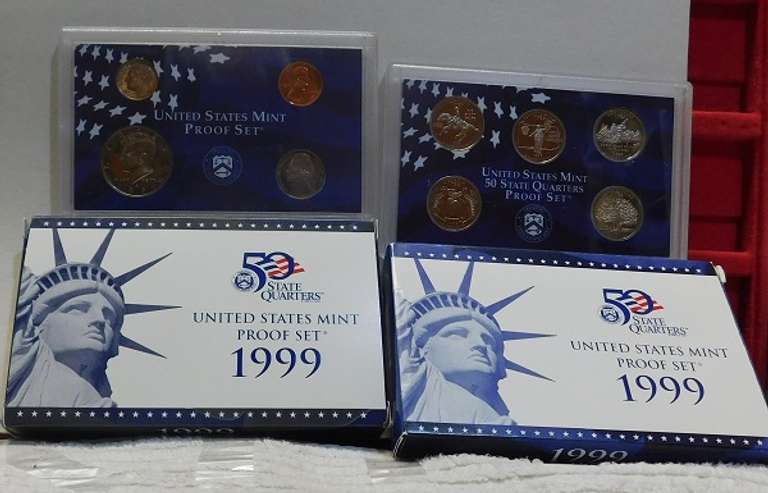 UNITED STATES MINT
PROOF SET®
UNITED STATES MINT
50 STATE QUARTERS
PROOF SET®
50
STATE
QUARTERS
UNITED STATES MINT
PROOF SET®
1999
1999
50
STATE
QUARTERS
UNITED STATES MINT
PROOF SET®
1999
1999